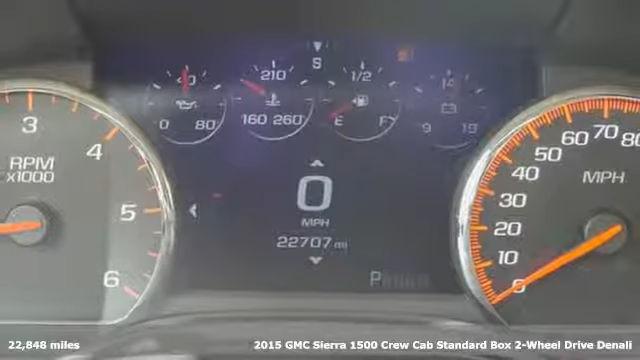 S
40
0 80
210
160 260
1/2
E F
14
9 19
3
4
5
6
RPM
x1000
0
MPH
22707 mi
P
0
10
20
30
40
50
60
70
80
MPH
22,848 miles
2015 GMC Sierra 1500 Crew Cab Standard Box 2-Wheel Drive Denali